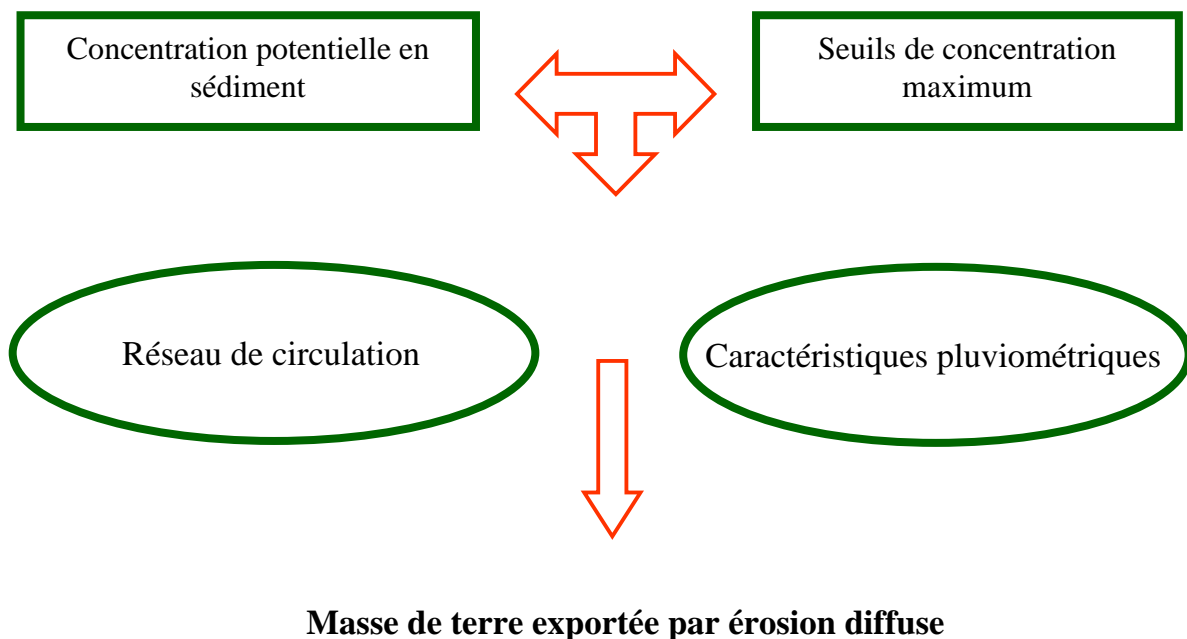 Concentration potentielle en
sédiment
Seuils de concentration
maximum
Réseau de circulation
Caractéristiques pluviométriques
Masse de terre exportée par érosion diffuse